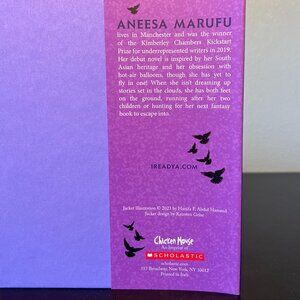 ANEESA MARUFU
lives in Manchester and was the winner
of the Kimberley Chambers Kickstart
Prize for underrepresented writers in 2019.
Her debut novel is inspired by her South
Asian heritage and her obsession with
hot-air balloons, though she has yet to
fly in one! When she isn't dreaming up
stories set in the clouds, she has both feet
on the ground, running after her two
children or hunting for her next fantasy
book to escape into.
IREADYA.COM
Jacket illustration © 2023 by Hanifa F. Abdul Hameed
Jacket design by Keirsten Geise
Chicken House
An Imprint of
SCHOLASTIC
scholastic.com
557 Broadway, New York, NY 10012
Printed in Italy